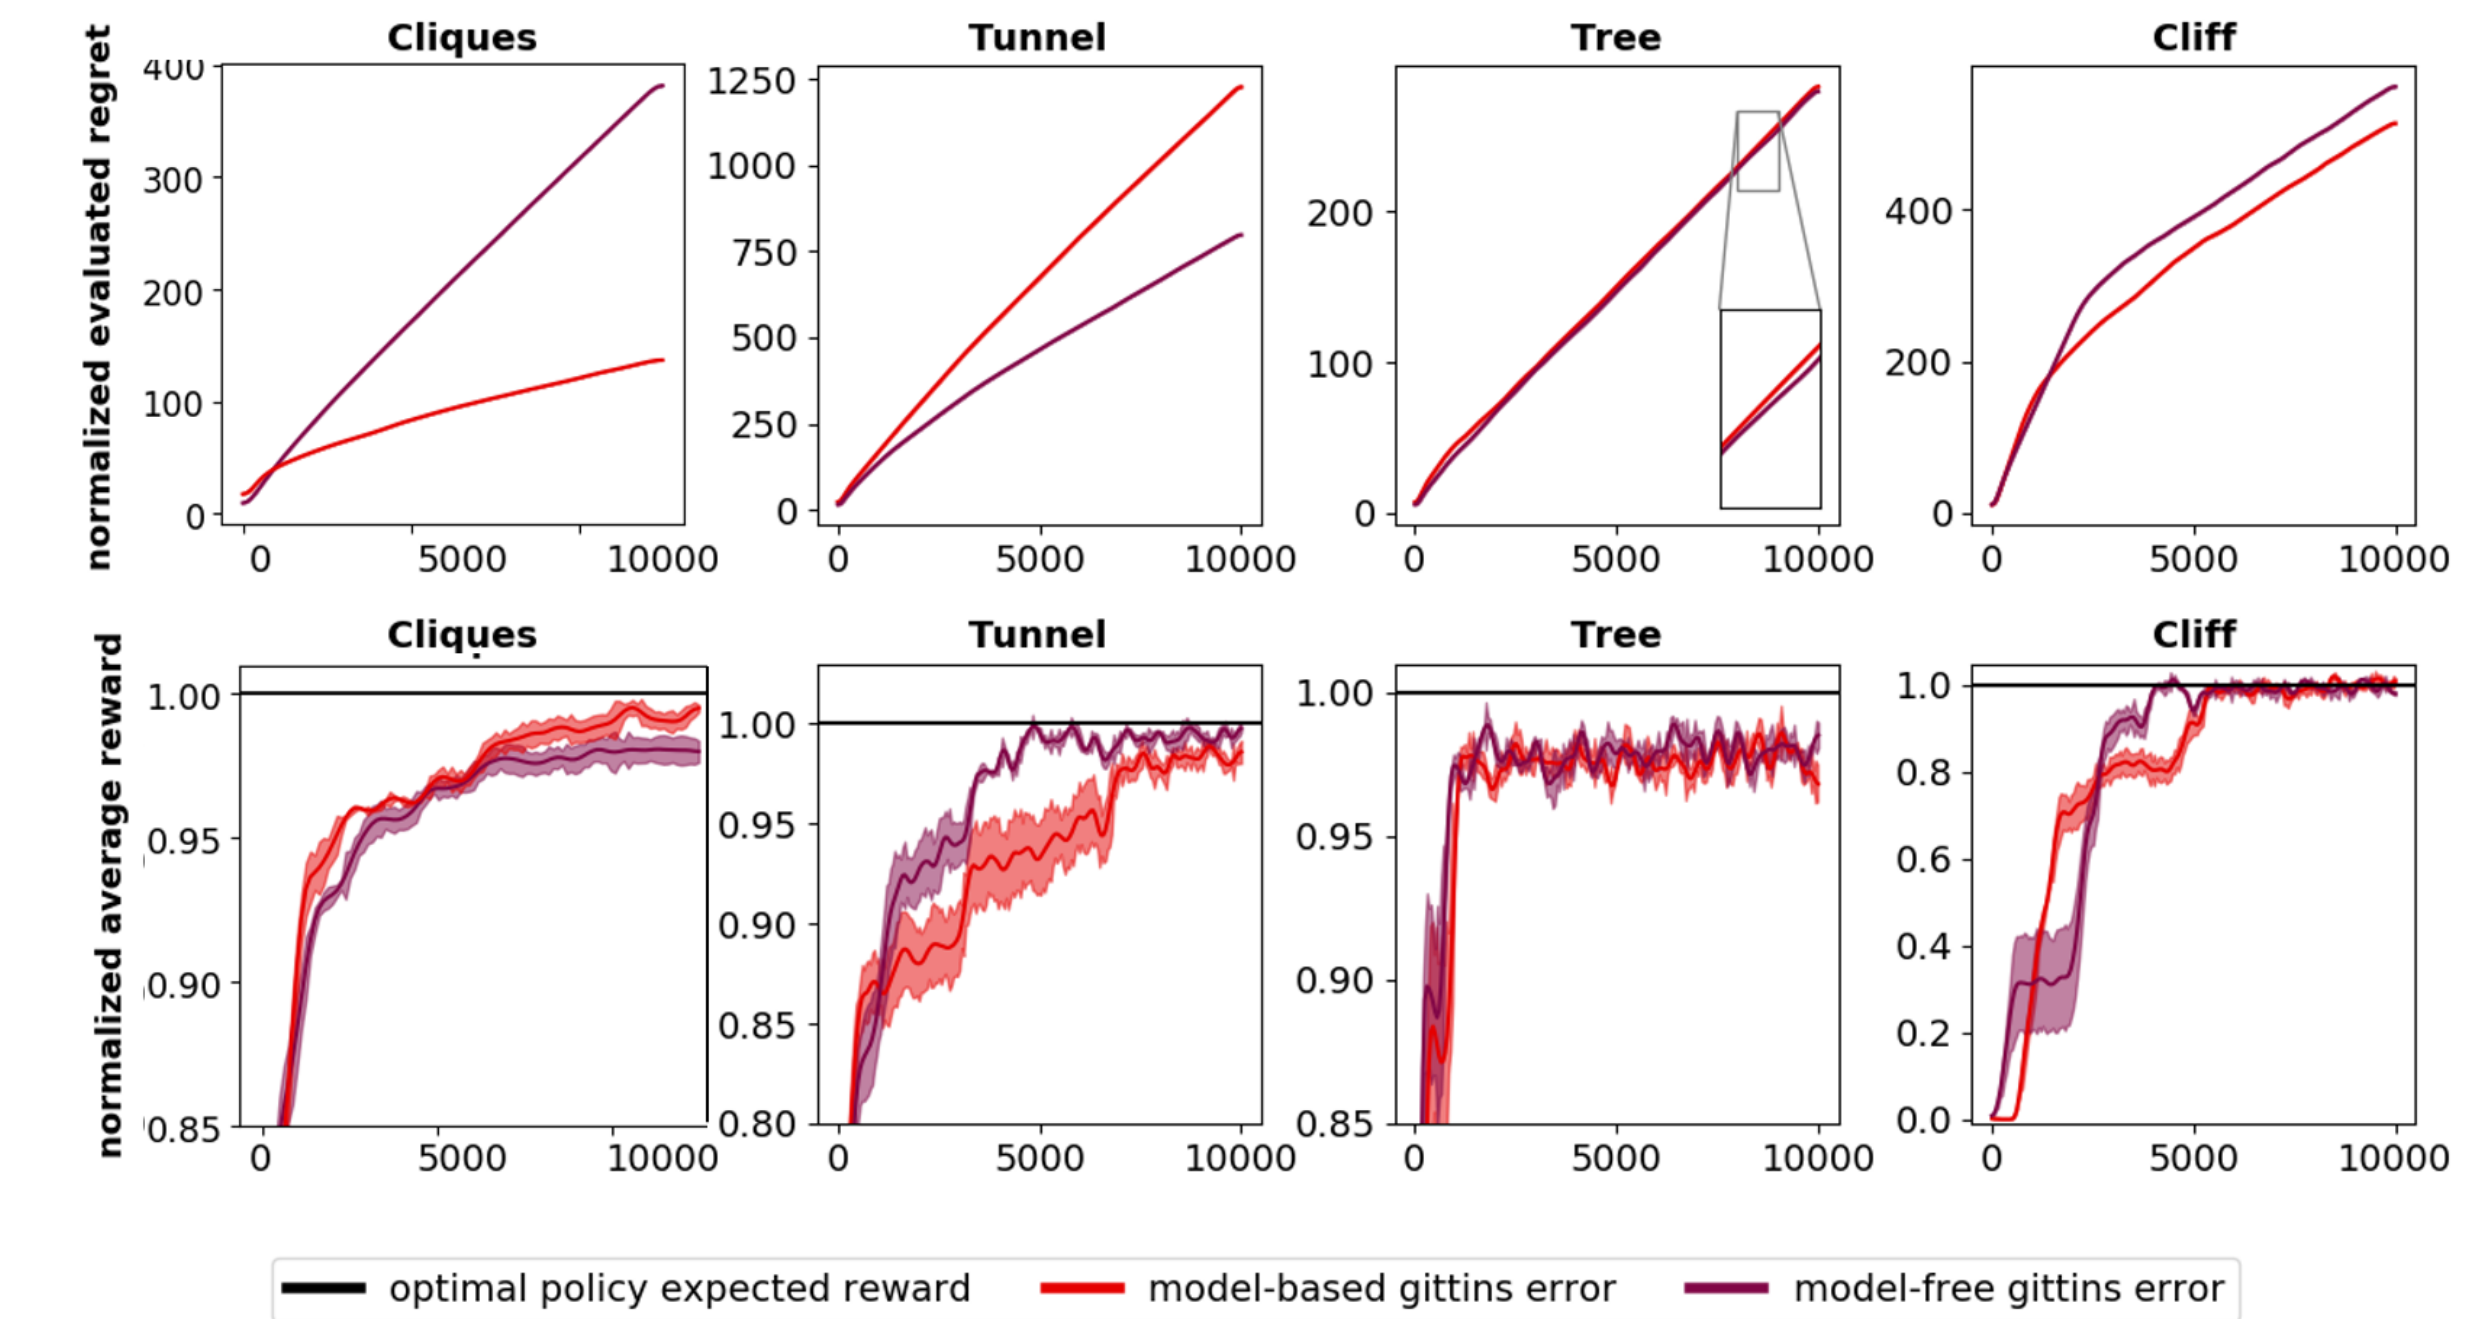 Cliques
Tunnel
Tree
Cliff
normalized evaluated regret
400
300
200
100
0
0 5000 10000
1250
1000
750
500
250
0
0 5000 10000
200
100
0
0 5000 10000
400
200
0
0 5000 10000
Cliques
Tunnel
Tree
Cliff
normalized average reward
1.00
0.95
0.90
0.85
0 5000 10000
1.00
0.95
0.90
0.85
0.80
0 5000 10000
1.00
0.95
0.90
0.85
0 5000 10000
1.0
0.8
0.6
0.4
0.2
0.0
0 5000 10000
optimal policy expected reward
model-based gittins error
model-free gittins error